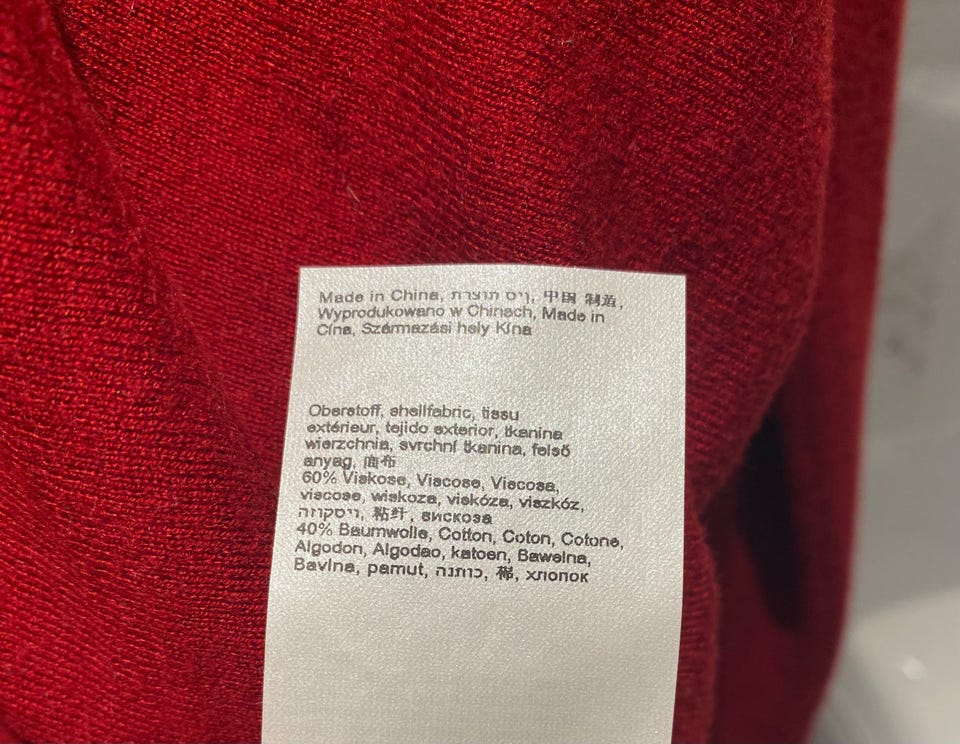 Made in China, סין תוצרת, 中国 制造,
Wyprodukowano w Chinach, Made in
Cína, Származási hely Kína
Oberstoff, shellfabric, tissu
extérieur, tejido exterior, tkanina
wierzchnia, svrchní tkanina, felső
anyag, 面布
60% Viskose, Viscose, Viscosa,
viscose, wiskoza, viskóza, viszkóz,
ויסקוזה, 粘纤, вискоза
40% Baumwolle, Cotton, Coton, Cotone,
Algodon, Algodao, katoen, Bawelna,
Bavlna, pamut, כותנה, хлопок